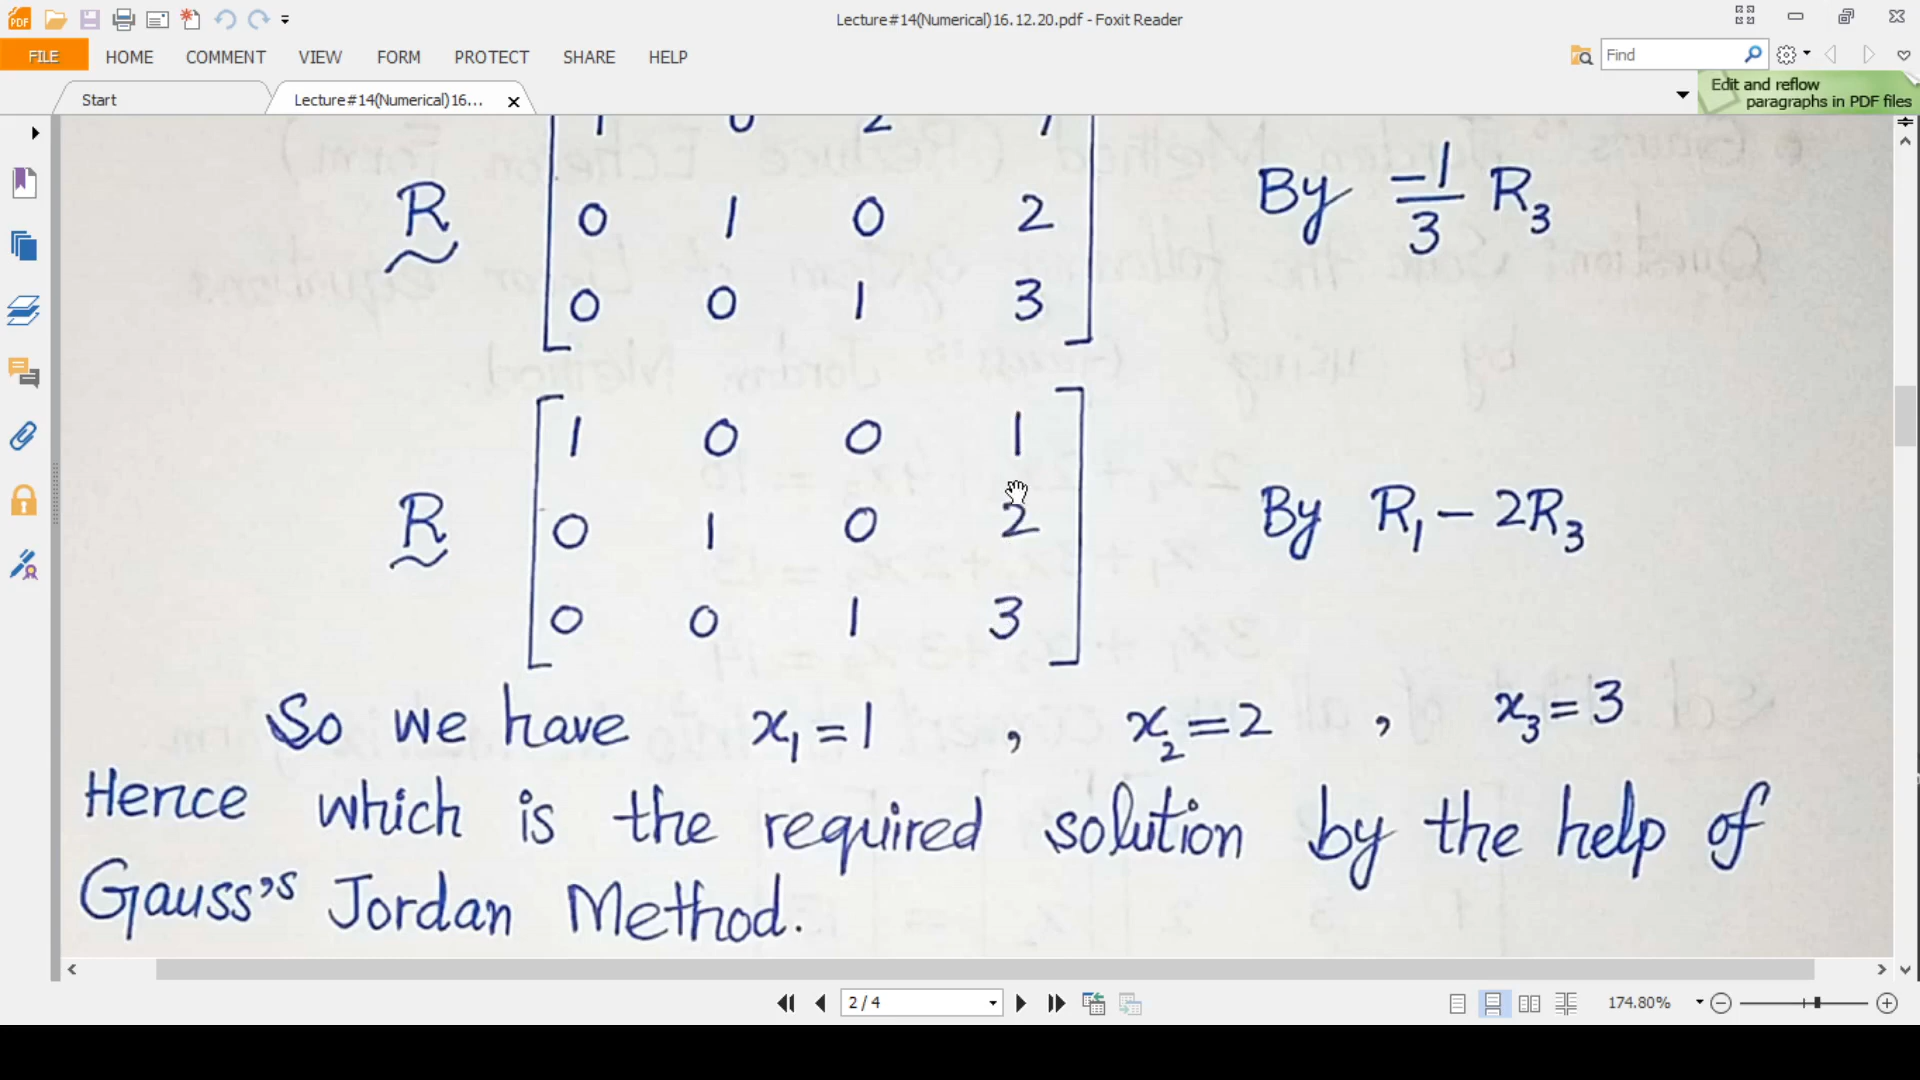 Lecture#14(Numerical)16.12.20.pdf - Foxit Reader
FILE HOME COMMENT VIEW FORM PROTECT SHARE HELP
Find
Start Lecture#14(Numerical)16...
Edit and reflow
paragraphs in PDF files
1 0 2 7
R 0 1 0 2 By -1/3 R3
0 0 1 3
1 0 0 1
R 0 1 0 2 By R1 - 2R3
0 0 1 3
So we have x1=1 , x2=2 , x3=3
Hence which is the required solution by the help of
Gauss's Jordan Method.
2 / 4
174.80%